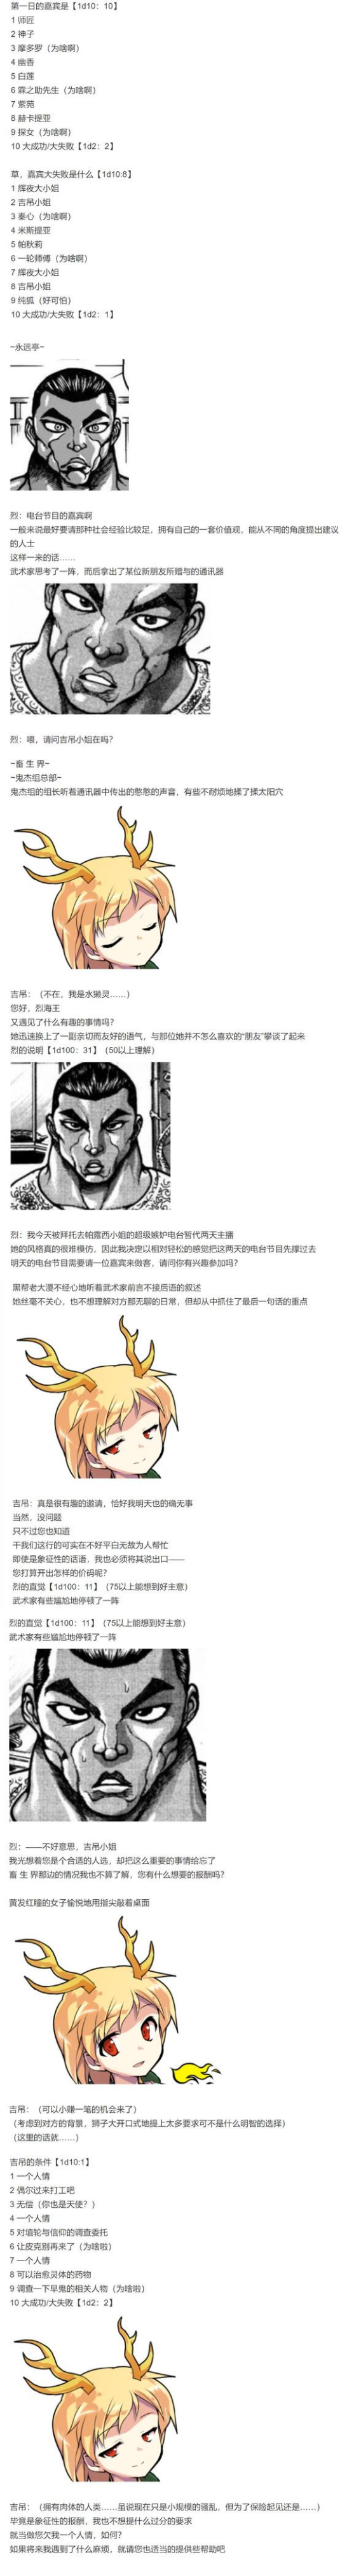 第一日的嘉宾是【1d10：10】
1 师匠
2 神子
3 摩多罗（为啥啊）
4 幽香
5 白莲
6 霖之助先生（为啥啊）
7 紫苑
8 赫卡提亚
9 探女（为啥啊）
10 大成功/大失败【1d2：2】
草，嘉宾大失败是什么【1d10:8】
1 辉夜大小姐
2 吉吊小姐
3 秦心（为啥啊）
4 米斯提亚
5 帕秋莉
6 一轮师傅（为啥啊）
7 辉夜大小姐
8 吉吊小姐
9 纯狐（好可怕）
10 大成功/大失败【1d2：1】
~永远亭~
烈：电台节目的嘉宾啊
一般来说最好要请那种社会经验比较足，拥有自己的一套价值观，能从不同的角度提出建议
的人士
这样一来的话……
武术家思考了一阵，而后拿出了某位新朋友所赠与的通讯器
烈：喂，请问吉吊小姐在吗？
~畜 生 界~
~鬼杰组总部~
鬼杰组的组长听着通讯器中传出的憨憨的声音，有些不耐烦地揉了揉太阳穴
吉吊：（不在，我是水獭灵……）
您好，烈海王
又遇见了什么有趣的事情吗？
她迅速换上了一副亲切而友好的语气，与那位她并不怎么喜欢的“朋友”攀谈了起来
烈的说明【1d100：31】（50以上理解）
烈：我今天被拜托去帕露西小姐的超级嫉妒电台暂代两天主播
她的风格真的很难模仿，因此我决定以相对轻松的感觉把这两天的电台节目先撑过去
明天的电台节目需要请一位嘉宾来做客，请问你有兴趣参加吗？
黑帮老大漫不经心地听着武术家前言不接后语的叙述
她丝毫不关心，也不想理解对方那无聊的日常，但却从中抓住了最后一句话的重点
吉吊：真是很有趣的邀请，恰好我明天也的确无事
当然，没问题
只不过您也知道
干我们这行的可实在不好平白无故为人帮忙
即使是象征性的话语，我也必须将其说出口——
您打算开出怎样的价码呢？
烈的直觉【1d100：11】（75以上能想到好主意）
武术家有些尴尬地停顿了一阵
烈的直觉【1d100：11】（75以上能想到好主意）
武术家有些尴尬地停顿了一阵
烈：——不好意思，吉吊小姐
我光想着您是个合适的人选，却把这么重要的事情给忘了
畜 生 界那边的情况我也不算了解，您有什么想要的报酬吗？
黄发红瞳的女子愉悦地用指尖敲着桌面
吉吊：（可以小赚一笔的机会来了）
（考虑到对方的背景，狮子大开口式地提上太多要求可不是什么明智的选择）
（这里的话就……）
吉吊的条件【1d10:1】
1 一个人情
2 偶尔过来打工吧
3 无偿（你也是天使？）
4 一个人情
5 对埴轮与信仰的调查委托
6 让皮克别再来了（为啥啦）
7 一个人情
8 可以治愈灵体的药物
9 调查一下早鬼的相关人物（为啥啦）
10 大成功/大失败【1d2：2】
吉吊：（拥有肉体的人类……虽说现在只是小规模的骚乱，但为了保险起见还是……）
毕竟是象征性的报酬，我也不想提什么过分的要求
就当做您欠我一个人情，如何？
如果将来我遇到了什么麻烦，就请您也适当的提供些帮助吧